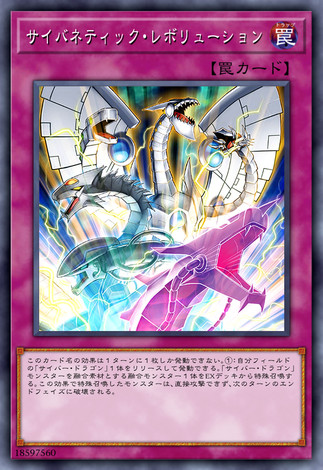 サイバネティック・レボリューション 罠
トラップ
【罠カード】
このカード名の効果は1ターンに1枚しか発動できない。①:自分フィールド
の「サイバー・ドラゴン」1体をリリースして発動できる。「サイバー・ドラゴン」
モンスターを融合素材とする融合モンスター1体をEXデッキから特殊召喚
する。この効果で特殊召喚したモンスターは、直接攻撃できず、次のターンのエ
ンドフェイズに破壊される。
18597560